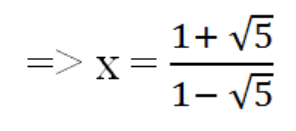 => x = (1+ √5)/(1− √5)